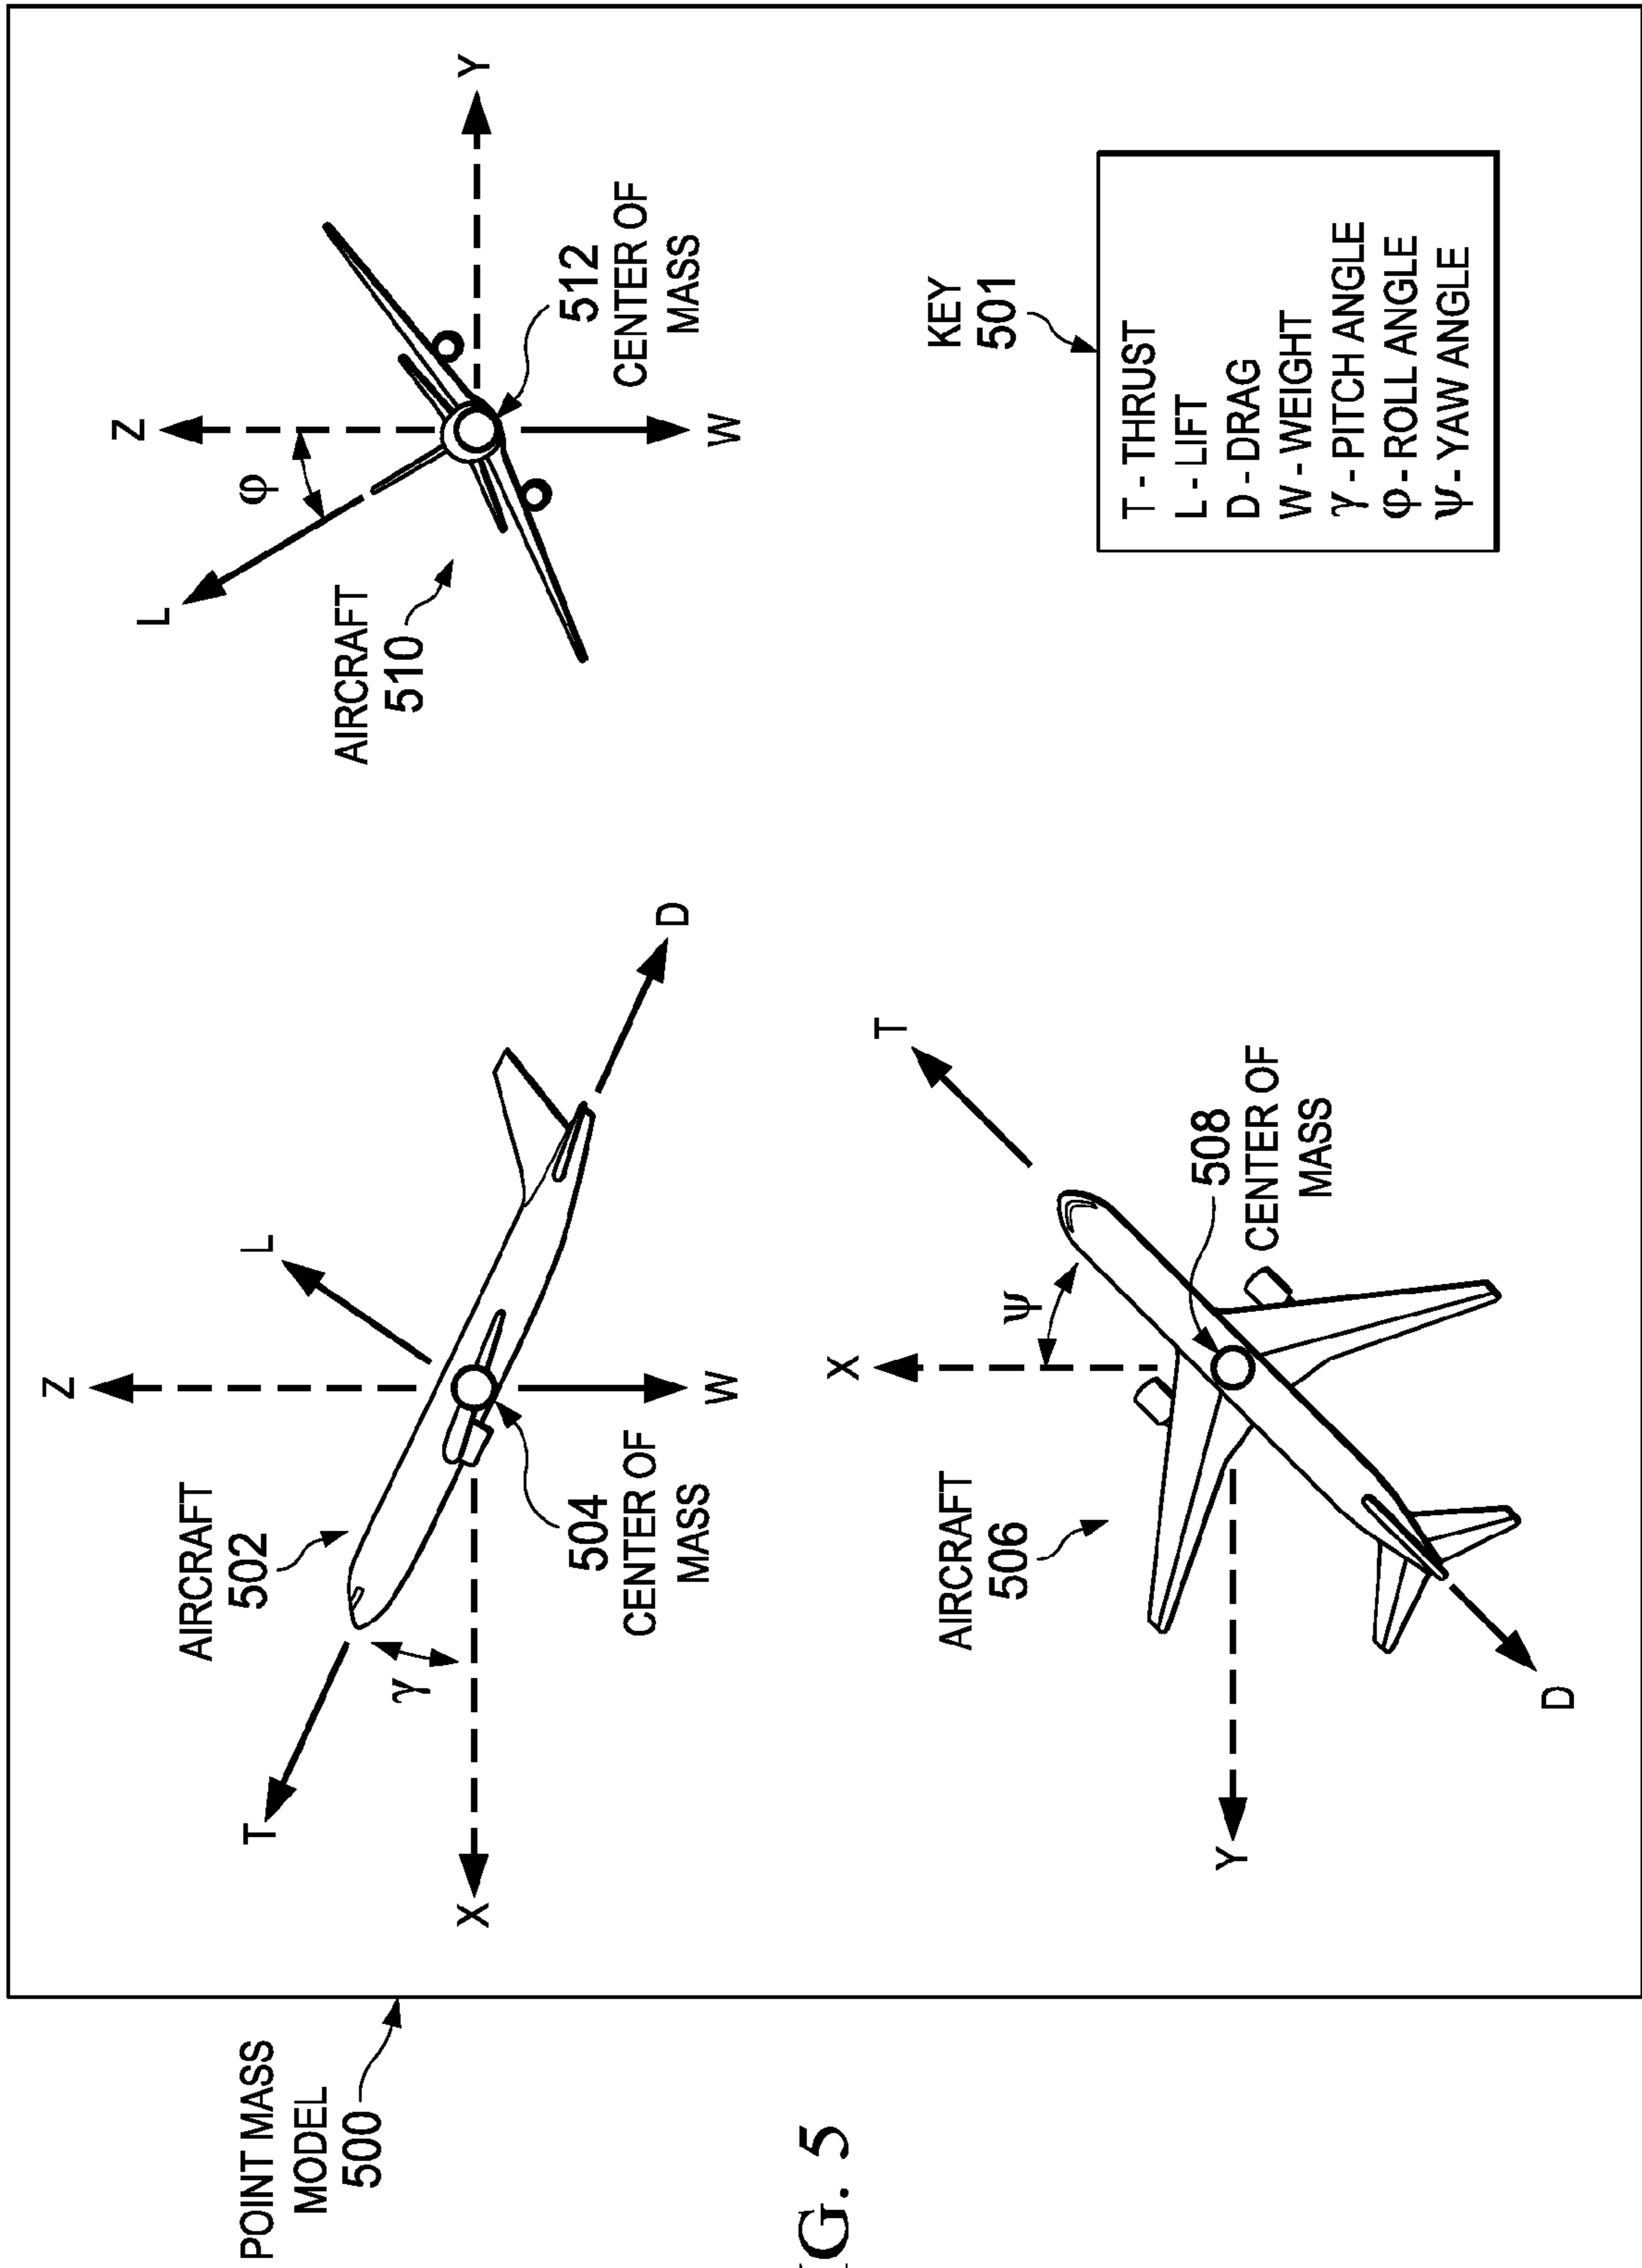 POINT MASS
MODEL
500
Z
L
T
AIRCRAFT
502
γ
X
504
CENTER OF
MASS
W
D
Z
L
φ
AIRCRAFT
510
Y
512
CENTER OF
MASS
W
G. 5
X
T
ψ
AIRCRAFT
506
508
CENTER OF
MASS
Y
D
KEY
501
T - THRUST
L - LIFT
D - DRAG
W - WEIGHT
γ - PITCH ANGLE
φ - ROLL ANGLE
ψ - YAW ANGLE